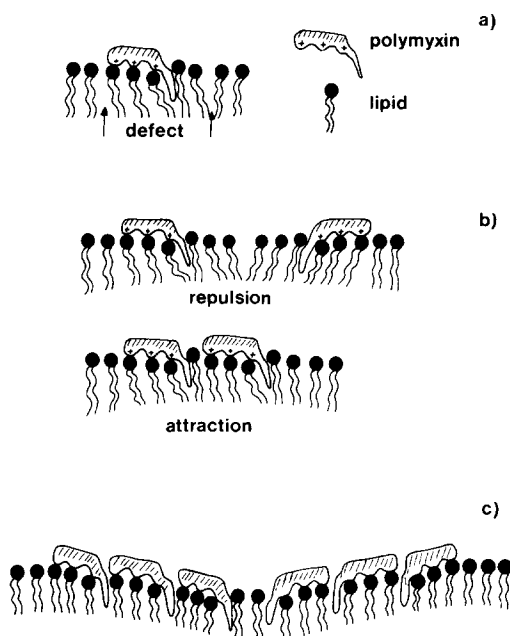 a)
polymyxin
lipid
defect
b)
repulsion
attraction
c)